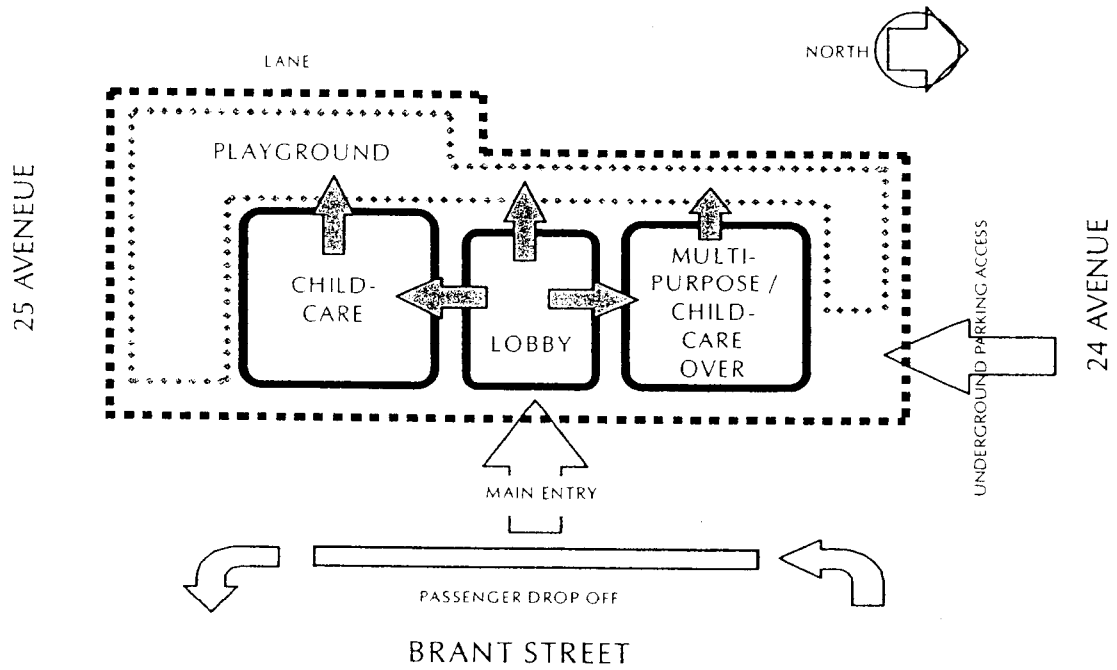 NORTH
LANE
PLAYGROUND
25 AVENEUE
CHILD-
CARE
LOBBY
MULTI-
PURPOSE /
CHILD-
CARE
OVER
UNDERGROUND PARKING ACCESS
24 AVENUE
MAIN ENTRY
PASSENGER DROP OFF
BRANT STREET